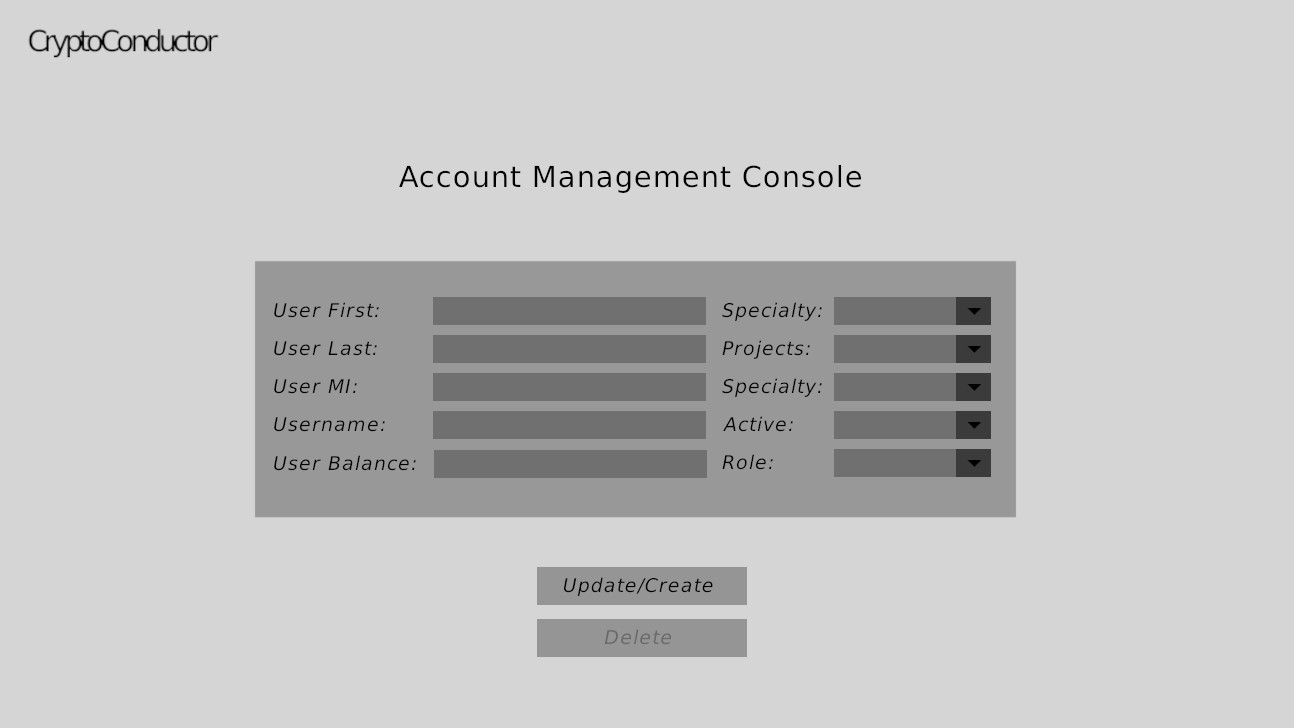 CryptoConductor
Account Management Console
User First:
User Last:
User MI:
Username:
User Balance:
Specialty:
Projects:
Specialty:
Active:
Role:
Update/Create
Delete